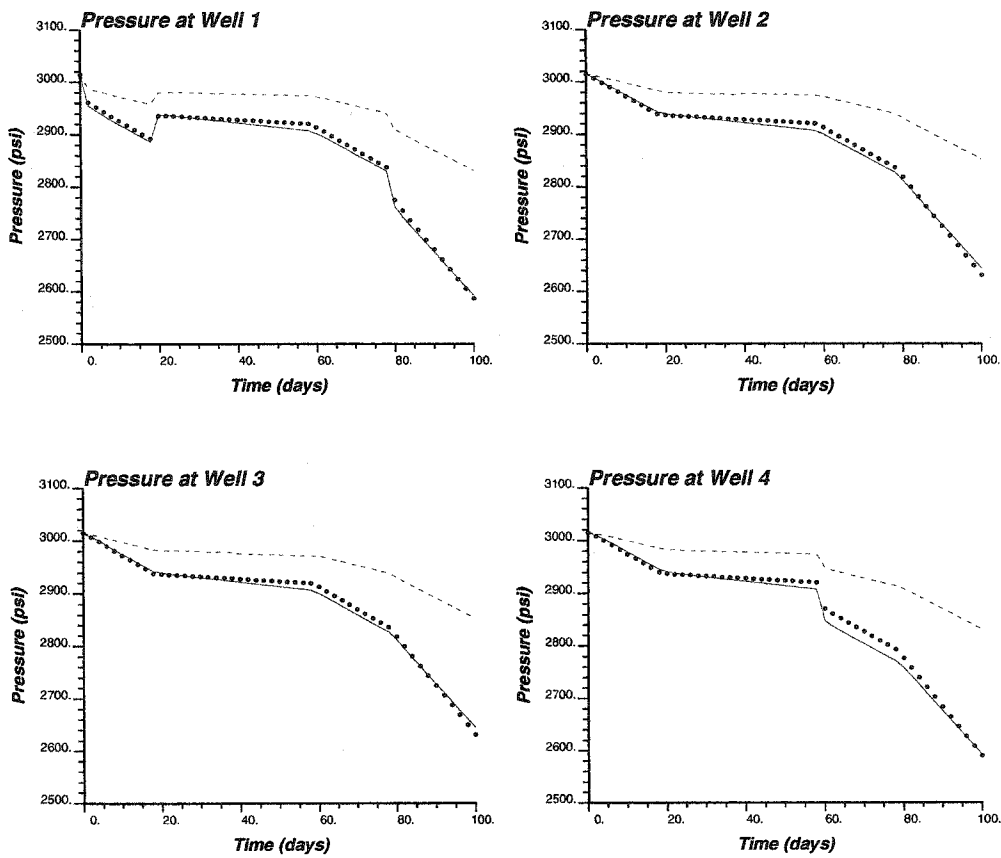 Pressure at Well 1
3100.
3000.
2900.
2800.
2700.
2600.
2500.
Pressure (psi)
0. 20. 40. 60. 80. 100.
Time (days)
Pressure at Well 2
3100.
3000.
2900.
2800.
2700.
2600.
2500.
Pressure (psi)
0. 20. 40. 60. 80. 100.
Time (days)
Pressure at Well 3
3100.
3000.
2900.
2800.
2700.
2600.
2500.
Pressure (psi)
0. 20. 40. 60. 80. 100.
Time (days)
Pressure at Well 4
3100.
3000.
2900.
2800.
2700.
2600.
2500.
Pressure (psi)
0. 20. 40. 60. 80. 100.
Time (days)